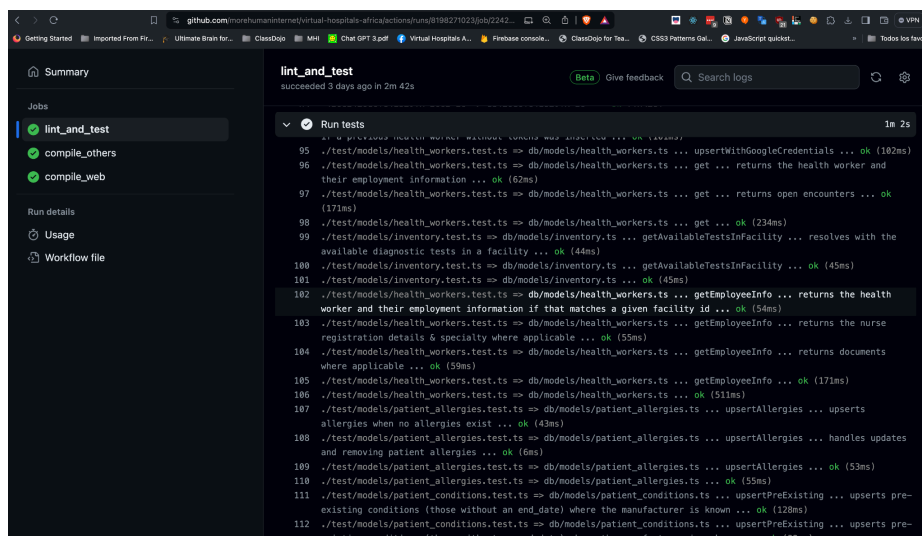 github.com/morehumaninternet/virtual-hospitals-africa/actions/runs/8198271023/job/2242...
VPN
Getting Started
Imported From Fir...
Ultimate Brain for...
ClassDojo
MHI
Chat GPT 3.pdf
Virtual Hospitals A...
Firebase console...
ClassDojo for Tea...
CSS3 Patterns Gal...
JavaScript quickst...
»
Todos los favo
Summary
Jobs
lint_and_test
compile_others
compile_web
Run details
Usage
Workflow file
lint_and_test
succeeded 3 days ago in 2m 42s
Beta
Give feedback
Search logs
Run tests
1m 2s
if a previous health worker without tokens was inserted ... ok (101ms)
95 ./test/models/health_workers.test.ts => db/models/health_workers.ts ... upsertWithGoogleCredentials ... ok (102ms)
96 ./test/models/health_workers.test.ts => db/models/health_workers.ts ... get ... returns the health worker and
their employment information ... ok (62ms)
97 ./test/models/health_workers.test.ts => db/models/health_workers.ts ... get ... returns open encounters ... ok
(171ms)
98 ./test/models/health_workers.test.ts => db/models/health_workers.ts ... get ... ok (234ms)
99 ./test/models/inventory.test.ts => db/models/inventory.ts ... getAvailableTestsInFacility ... resolves with the
available diagnostic tests in a facility ... ok (44ms)
100 ./test/models/inventory.test.ts => db/models/inventory.ts ... getAvailableTestsInFacility ... ok (45ms)
101 ./test/models/inventory.test.ts => db/models/inventory.ts ... ok (45ms)
102 ./test/models/health_workers.test.ts => db/models/health_workers.ts ... getEmployeeInfo ... returns the health
worker and their employment information if that matches a given facility id ... ok (54ms)
103 ./test/models/health_workers.test.ts => db/models/health_workers.ts ... getEmployeeInfo ... returns the nurse
registration details & specialty where applicable ... ok (55ms)
104 ./test/models/health_workers.test.ts => db/models/health_workers.ts ... getEmployeeInfo ... returns documents
where applicable ... ok (59ms)
105 ./test/models/health_workers.test.ts => db/models/health_workers.ts ... getEmployeeInfo ... ok (171ms)
106 ./test/models/health_workers.test.ts => db/models/health_workers.ts ... ok (511ms)
107 ./test/models/patient_allergies.test.ts => db/models/patient_allergies.ts ... upsertAllergies ... upserts
allergies when no allergies exist ... ok (43ms)
108 ./test/models/patient_allergies.test.ts => db/models/patient_allergies.ts ... upsertAllergies ... handles updates
and removing patient allergies ... ok (6ms)
109 ./test/models/patient_allergies.test.ts => db/models/patient_allergies.ts ... upsertAllergies ... ok (53ms)
110 ./test/models/patient_allergies.test.ts => db/models/patient_allergies.ts ... ok (55ms)
111 ./test/models/patient_conditions.test.ts => db/models/patient_conditions.ts ... upsertPreExisting ... upserts pre-
existing conditions (those without an end_date) where the manufacturer is known ... ok (128ms)
112 ./test/models/patient_conditions.test.ts => db/models/patient_conditions.ts ... upsertPreExisting ... upserts pre-